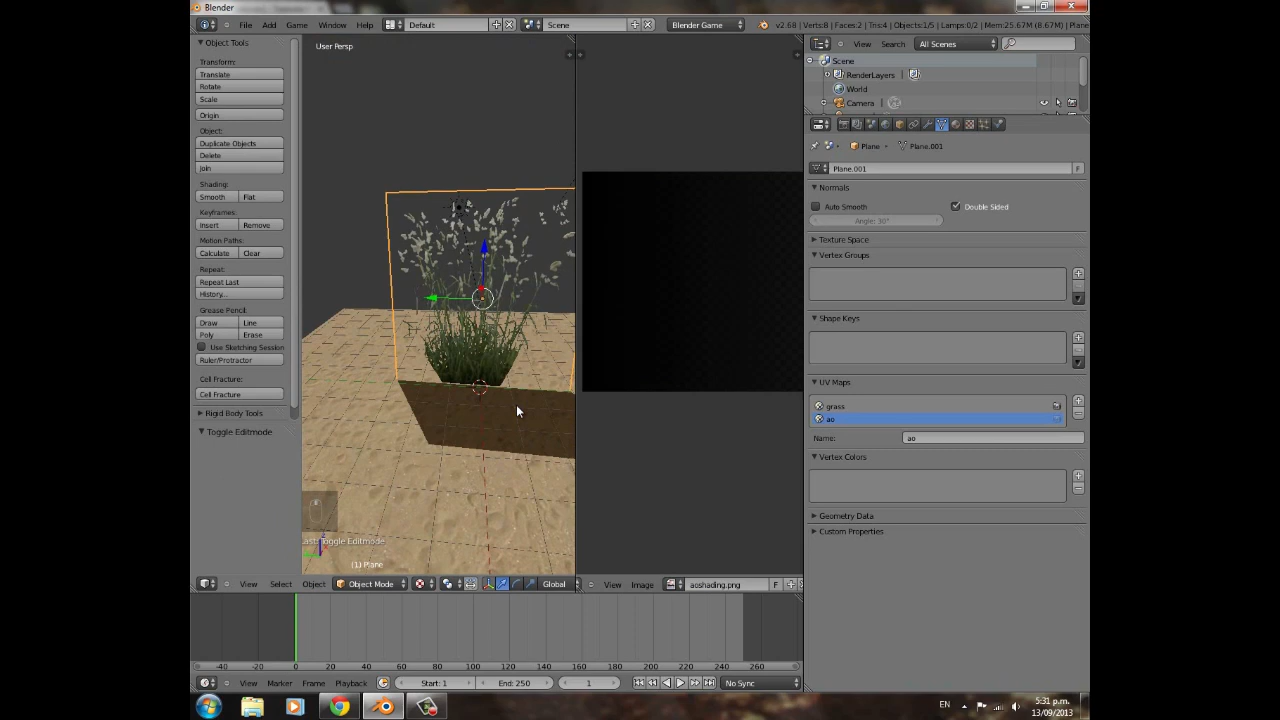 Blender
File Add Game Window Help Default Scene Blender Game v2.68 | Verts:8 | Faces:2 | Tris:4 | Objects:1/5 | Lamps:0/2 | Mem:25.67M (8.67M) | Plane
Object Tools
Transform:
Translate
Rotate
Scale
Origin
Object:
Duplicate Objects
Delete
Join
Shading:
Smooth Flat
Keyframes:
Insert Remove
Motion Paths:
Calculate Clear
Repeat:
Repeat Last
History...
Grease Pencil:
Draw Line
Poly Erase
Use Sketching Session
Ruler/Protractor
Cell Fracture:
Cell Fracture
Rigid Body Tools
Toggle Editmode
User Persp
Last: Toggle Editmode
(1) Plane
View Select Object Object Mode Global
View Image aoshading.png F
View Search All Scenes
Scene
RenderLayers
World
Camera
Plane Plane.001
Plane.001 F
Normals
Auto Smooth Double Sided
Angle: 30°
Texture Space
Vertex Groups
Shape Keys
UV Maps
grass
ao
Name: ao
Vertex Colors
Geometry Data
Custom Properties
-40 -20 0 20 40 60 80 100 120 140 160 180 200 220 240 260
View Marker Frame Playback Start: 1 End: 250 1 No Sync
EN
5:31 p.m.
13/09/2013